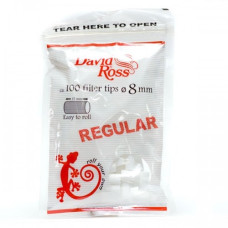 TEAR HERE TO OPEN
David
Ross
100 filter tips ø 8 mm
Easy to roll
REGULAR
roll your own